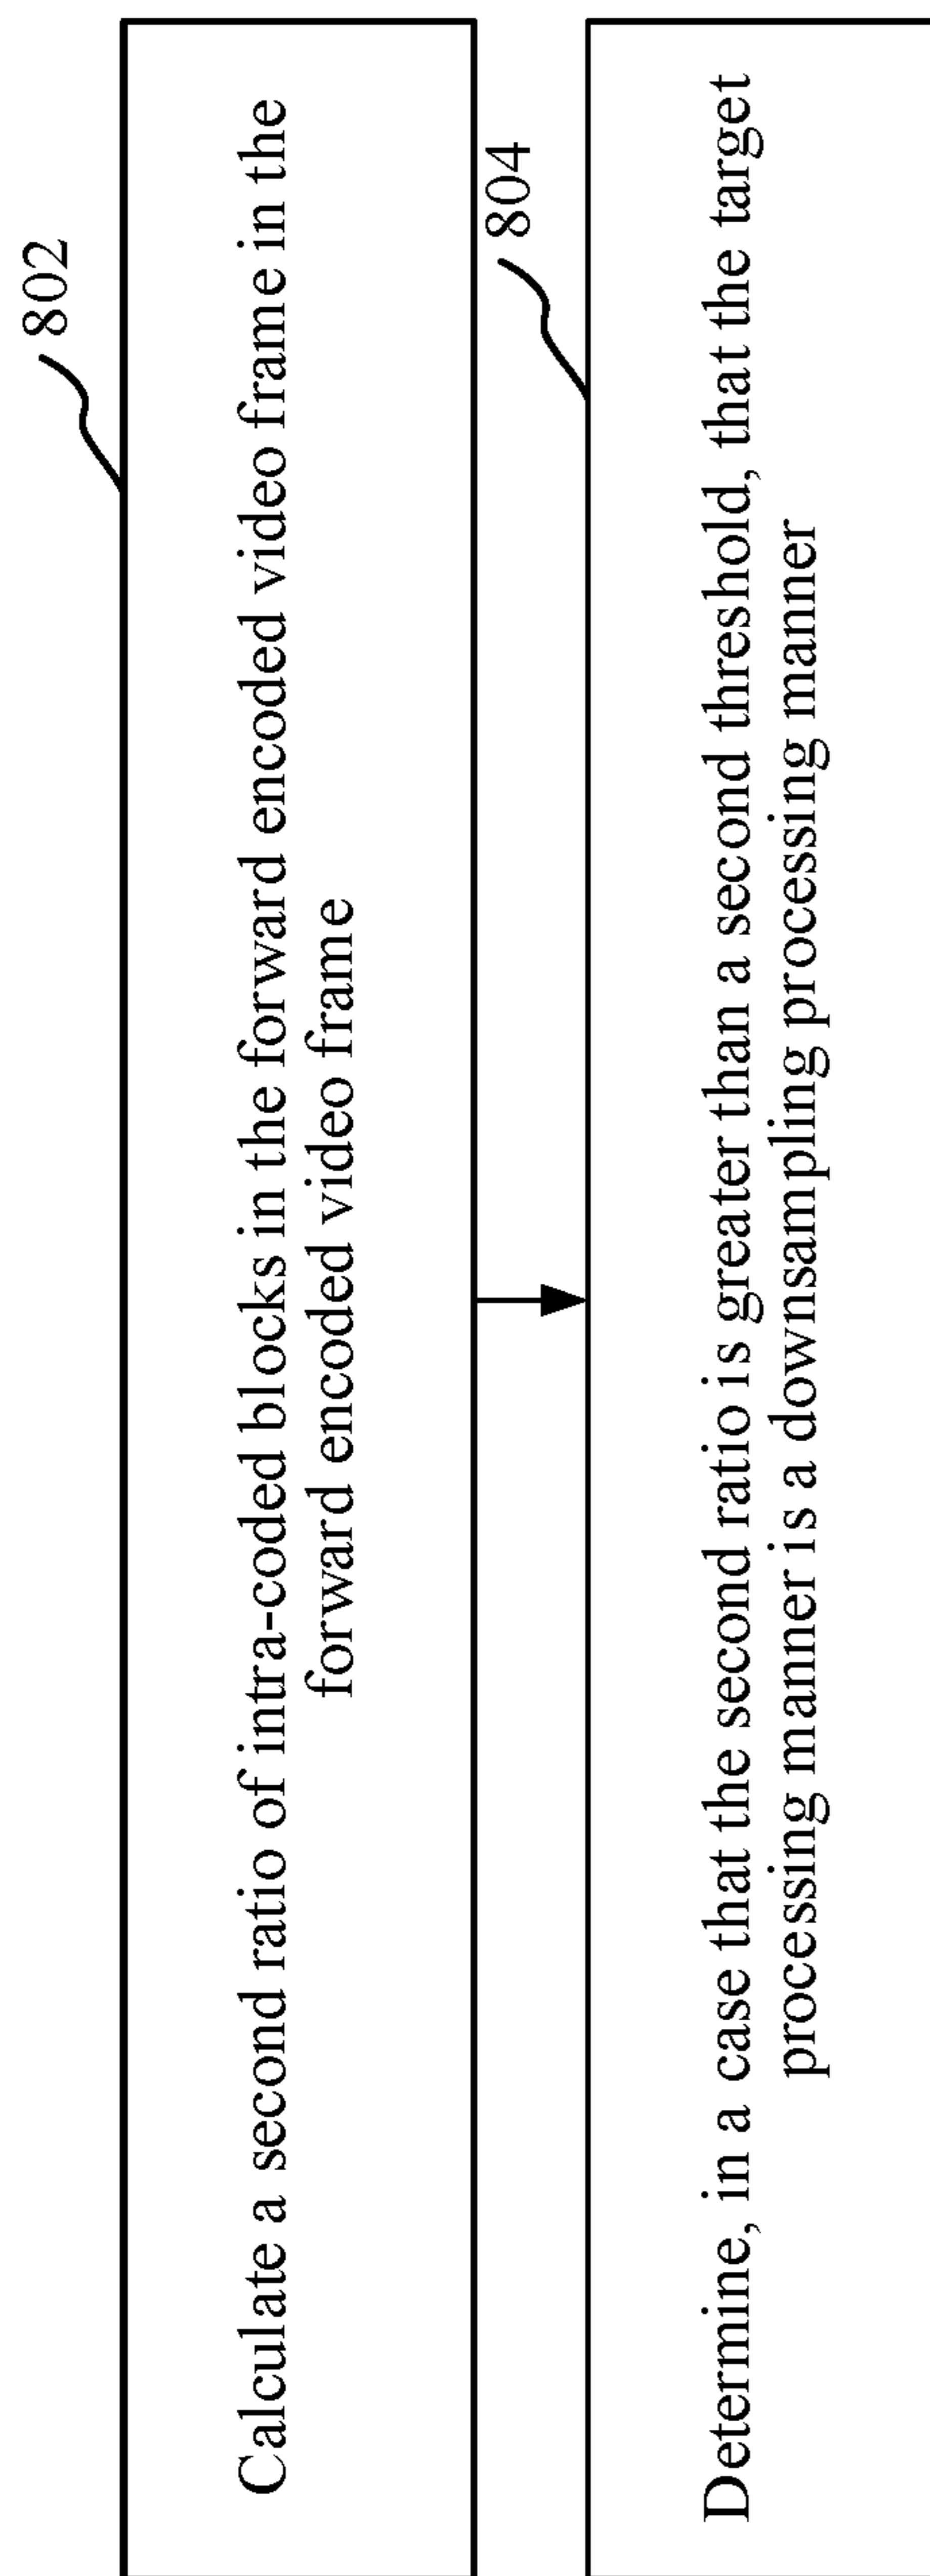 802
Calculate a second ratio of intra-coded blocks in the forward encoded video frame in the
forward encoded video frame
804
Determine, in a case that the second ratio is greater than a second threshold, that the target
processing manner is a downsampling processing manner